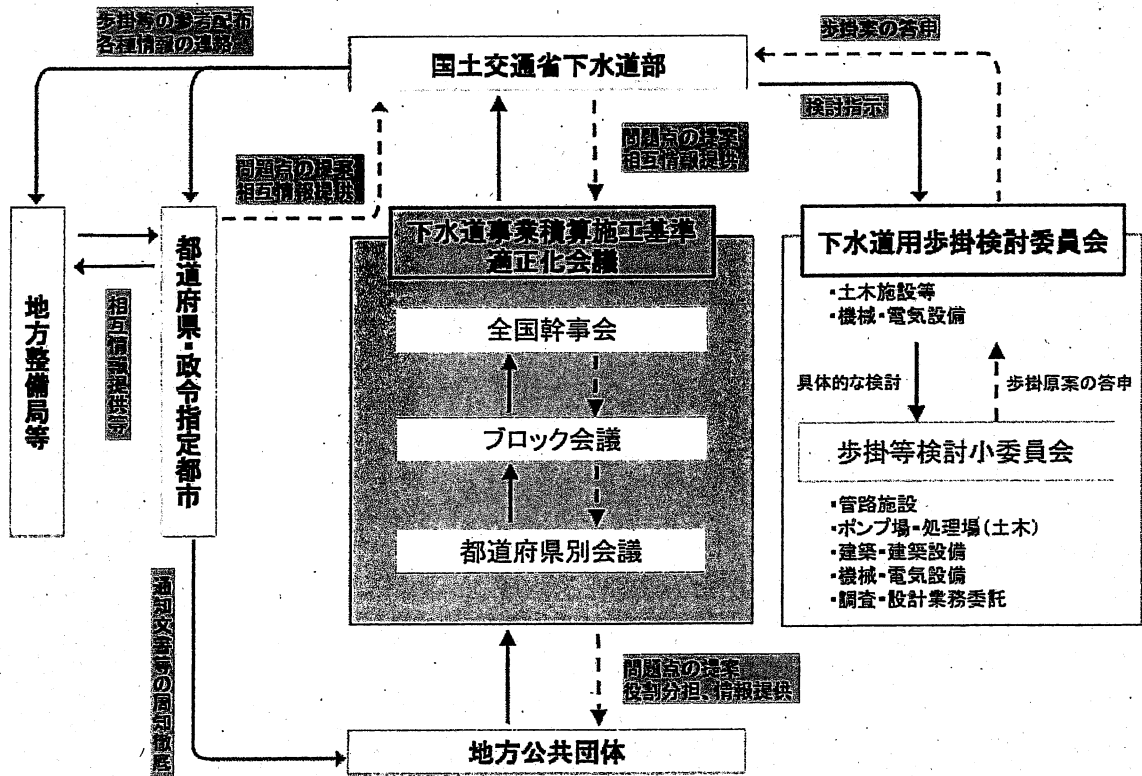 歩掛等の参考配布
各種情報の連絡
歩掛案の答申
国土交通省下水道部
検討指示
問題点の提案
相互情報提供
問題点の提案
相互情報提供
下水道事業積算施工基準
適正化会議
下水道用歩掛検討委員会
・土木施設等
・機械・電気設備
全国幹事会
都道府県・政令指定都市
地方整備局等
相互情報提供等
具体的な検討
歩掛原案の答申
ブロック会議
歩掛等検討小委員会
・管路施設
・ポンプ場・処理場(土木)
・建築・建築設備
・機械・電気設備
・調査・設計業務委託
都道府県別会議
通知文書等の周知徹底
問題点の提案
役割分担、情報提供
地方公共団体